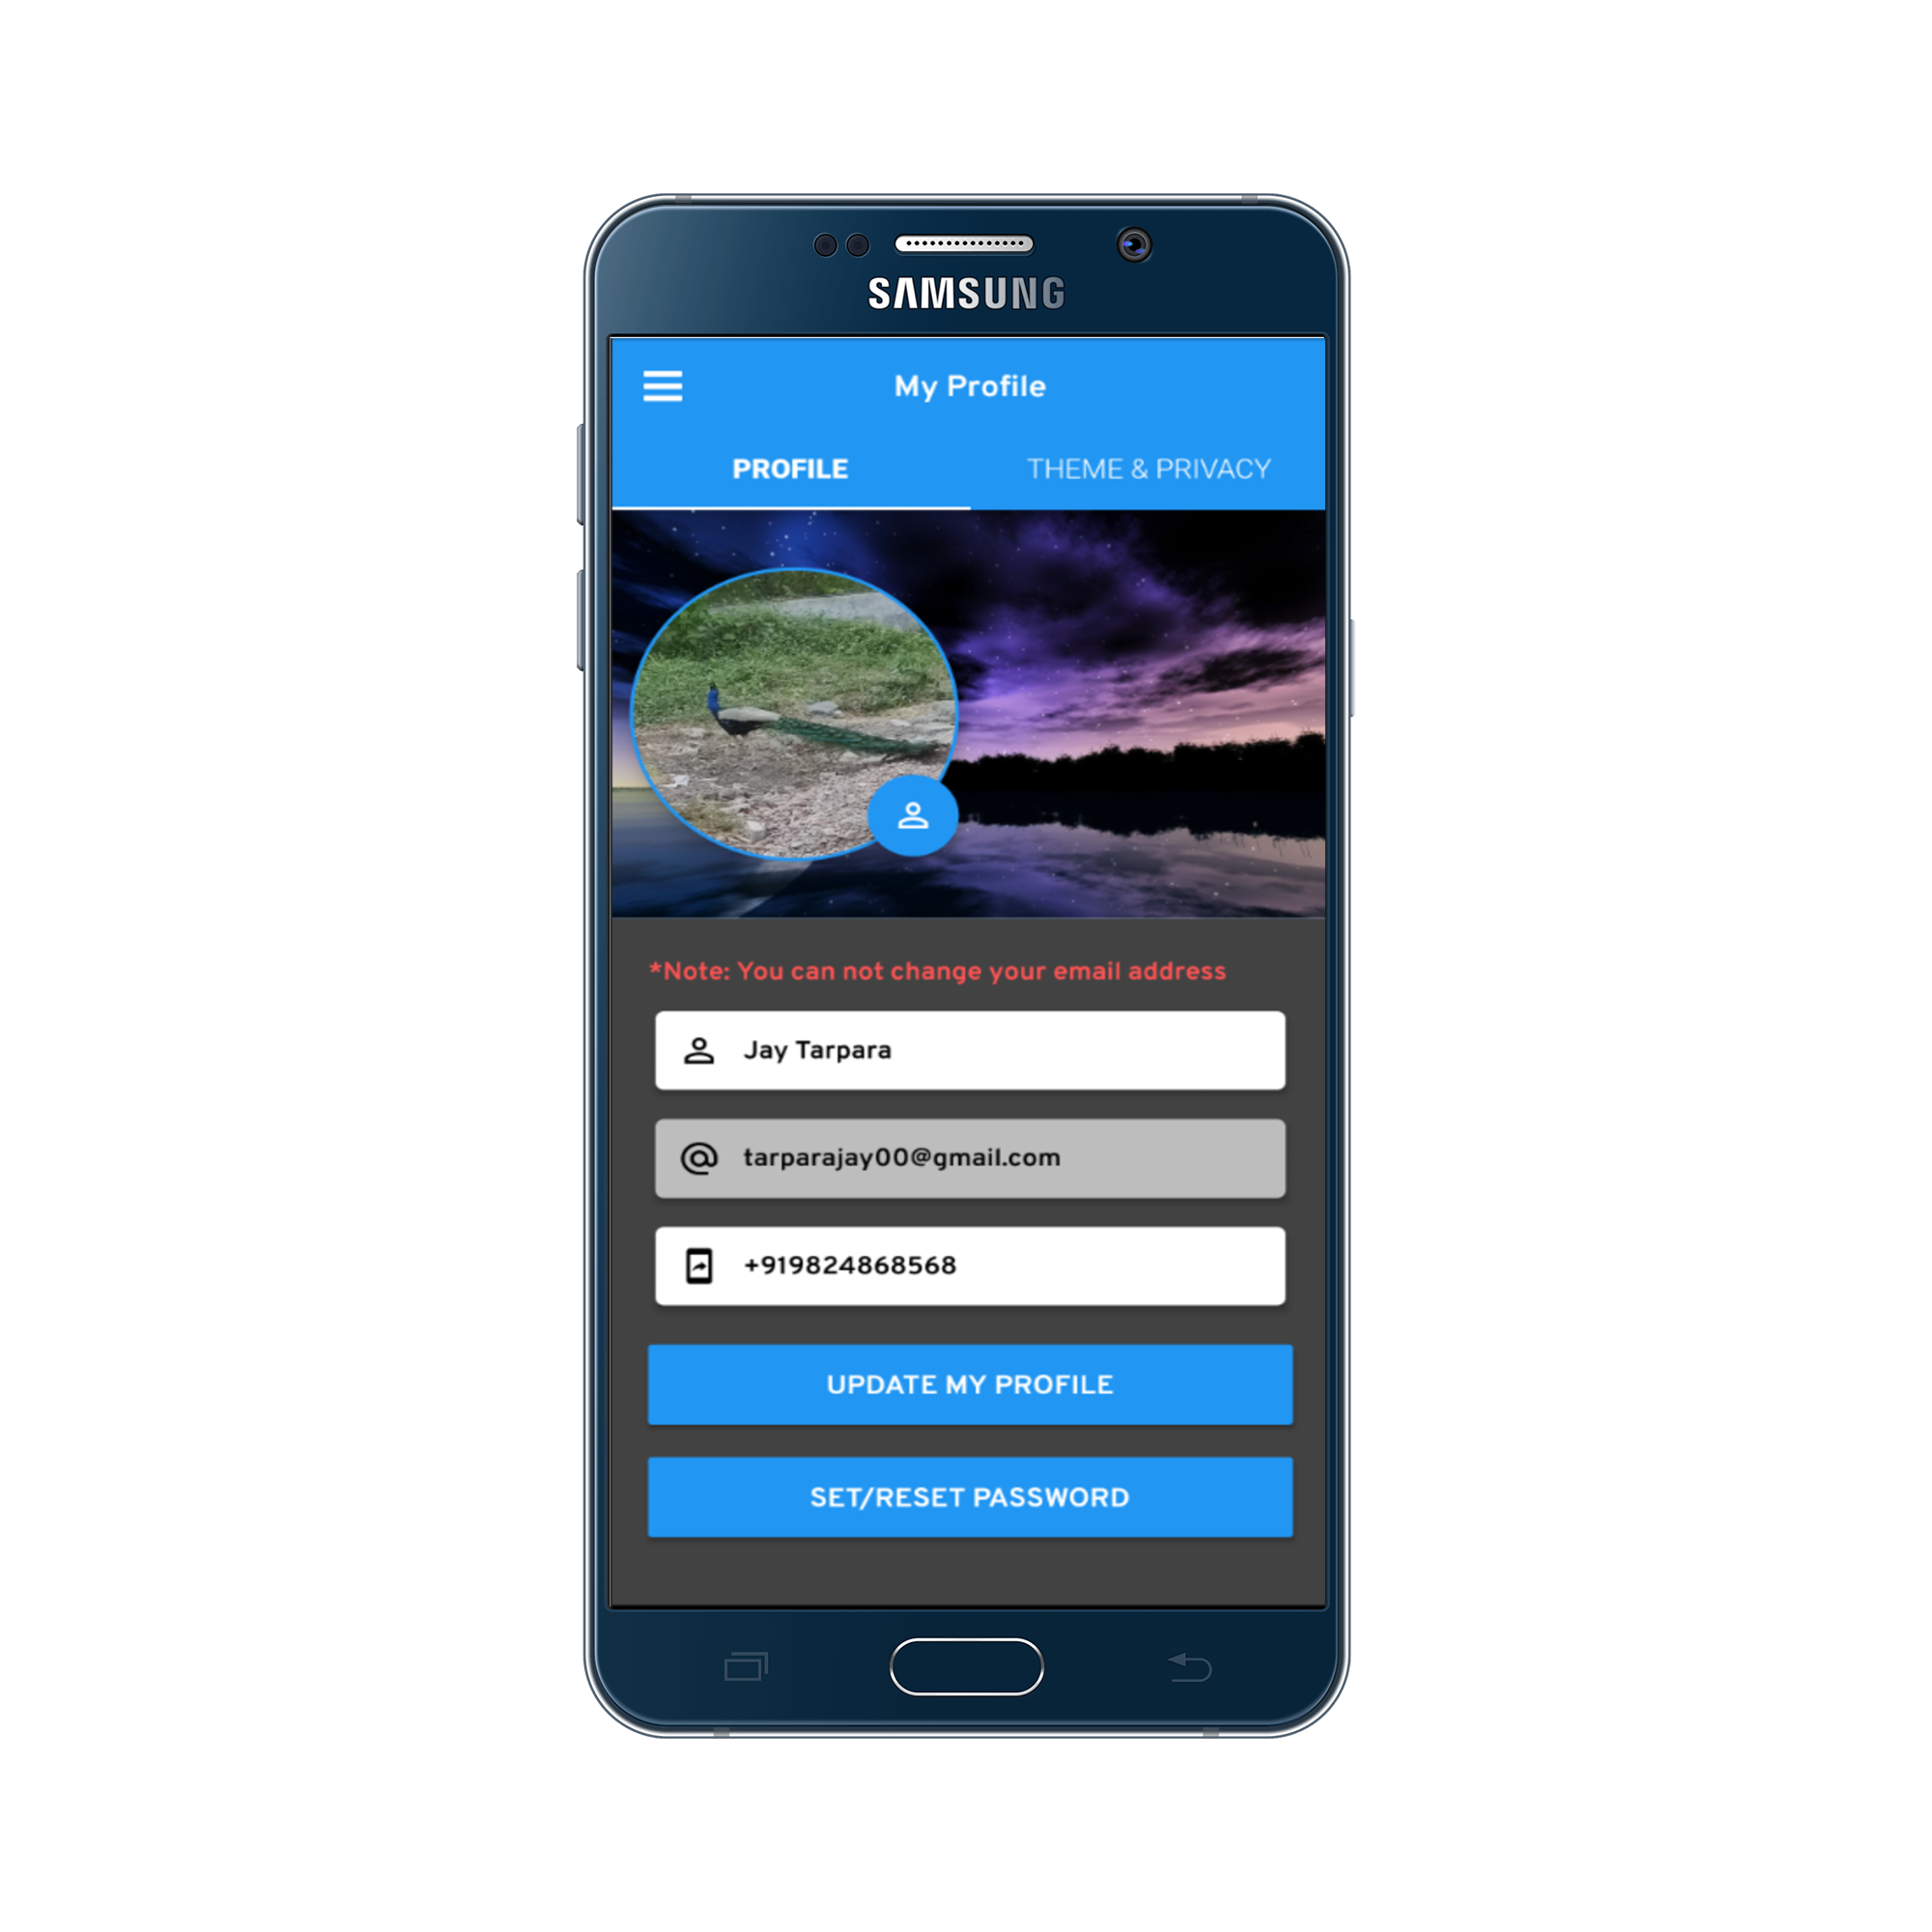 SAMSUNG
My Profile
PROFILE
THEME & PRIVACY
*Note: You can not change your email address
Jay Tarpara
tarparajay00@gmail.com
+919824868568
UPDATE MY PROFILE
SET/RESET PASSWORD